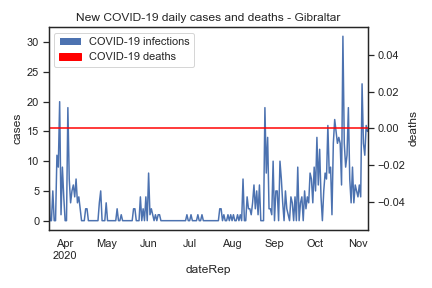 New COVID-19 daily cases and deaths - Gibraltar
COVID-19 infections
COVID-19 deaths
cases
30
25
20
15
10
5
0
deaths
0.04
0.02
0.00
−0.02
−0.04
Apr May Jun Jul Aug Sep Oct Nov
2020
dateRep